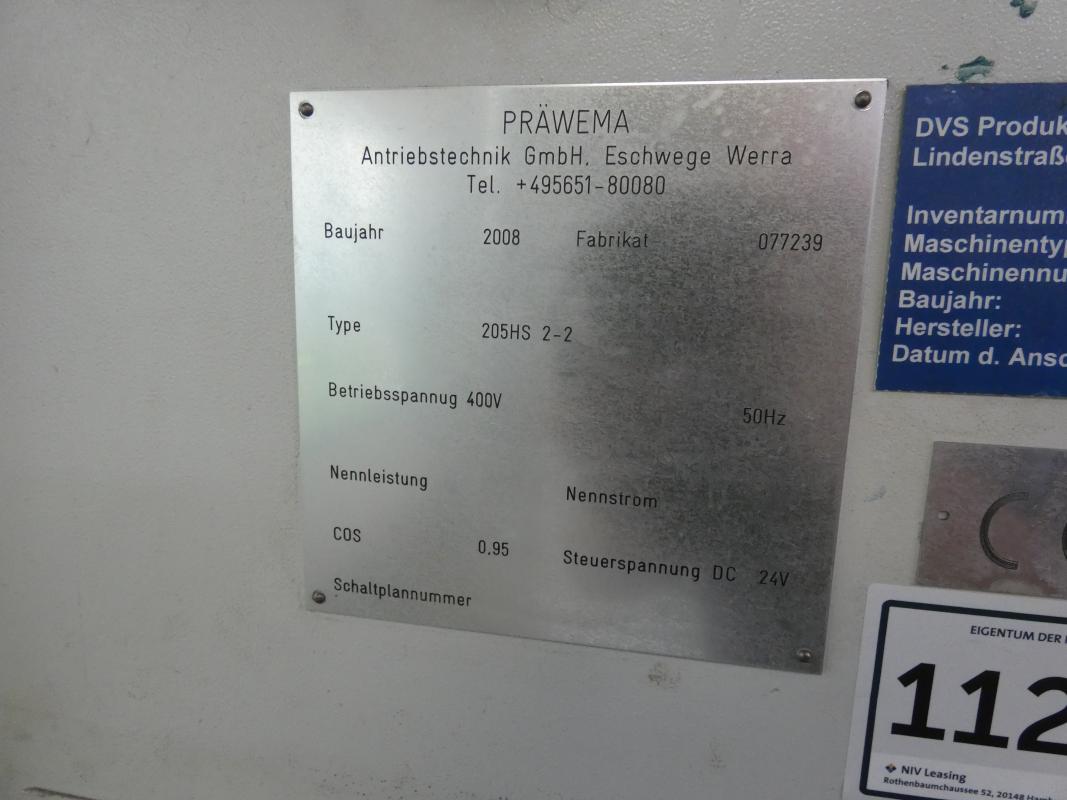 PRÄWEMA
Antriebstechnik GmbH. Eschwege Werra
Tel. +495651-80080
Baujahr 2008 Fabrikat 077239
Type 205HS 2-2
Betriebsspannug 400V 50Hz
Nennleistung Nennstrom
COS 0.95 Steuerspannung DC 24V
Schaltplannummer
DVS Produk
Lindenstraße
Inventarnum
Maschinentyp
Maschinennu
Baujahr:
Hersteller:
Datum d. Ansc
C
EIGENTUM DER
112
NIV Leasing
Rothenbaumchaussee 52, 20148 Hamb